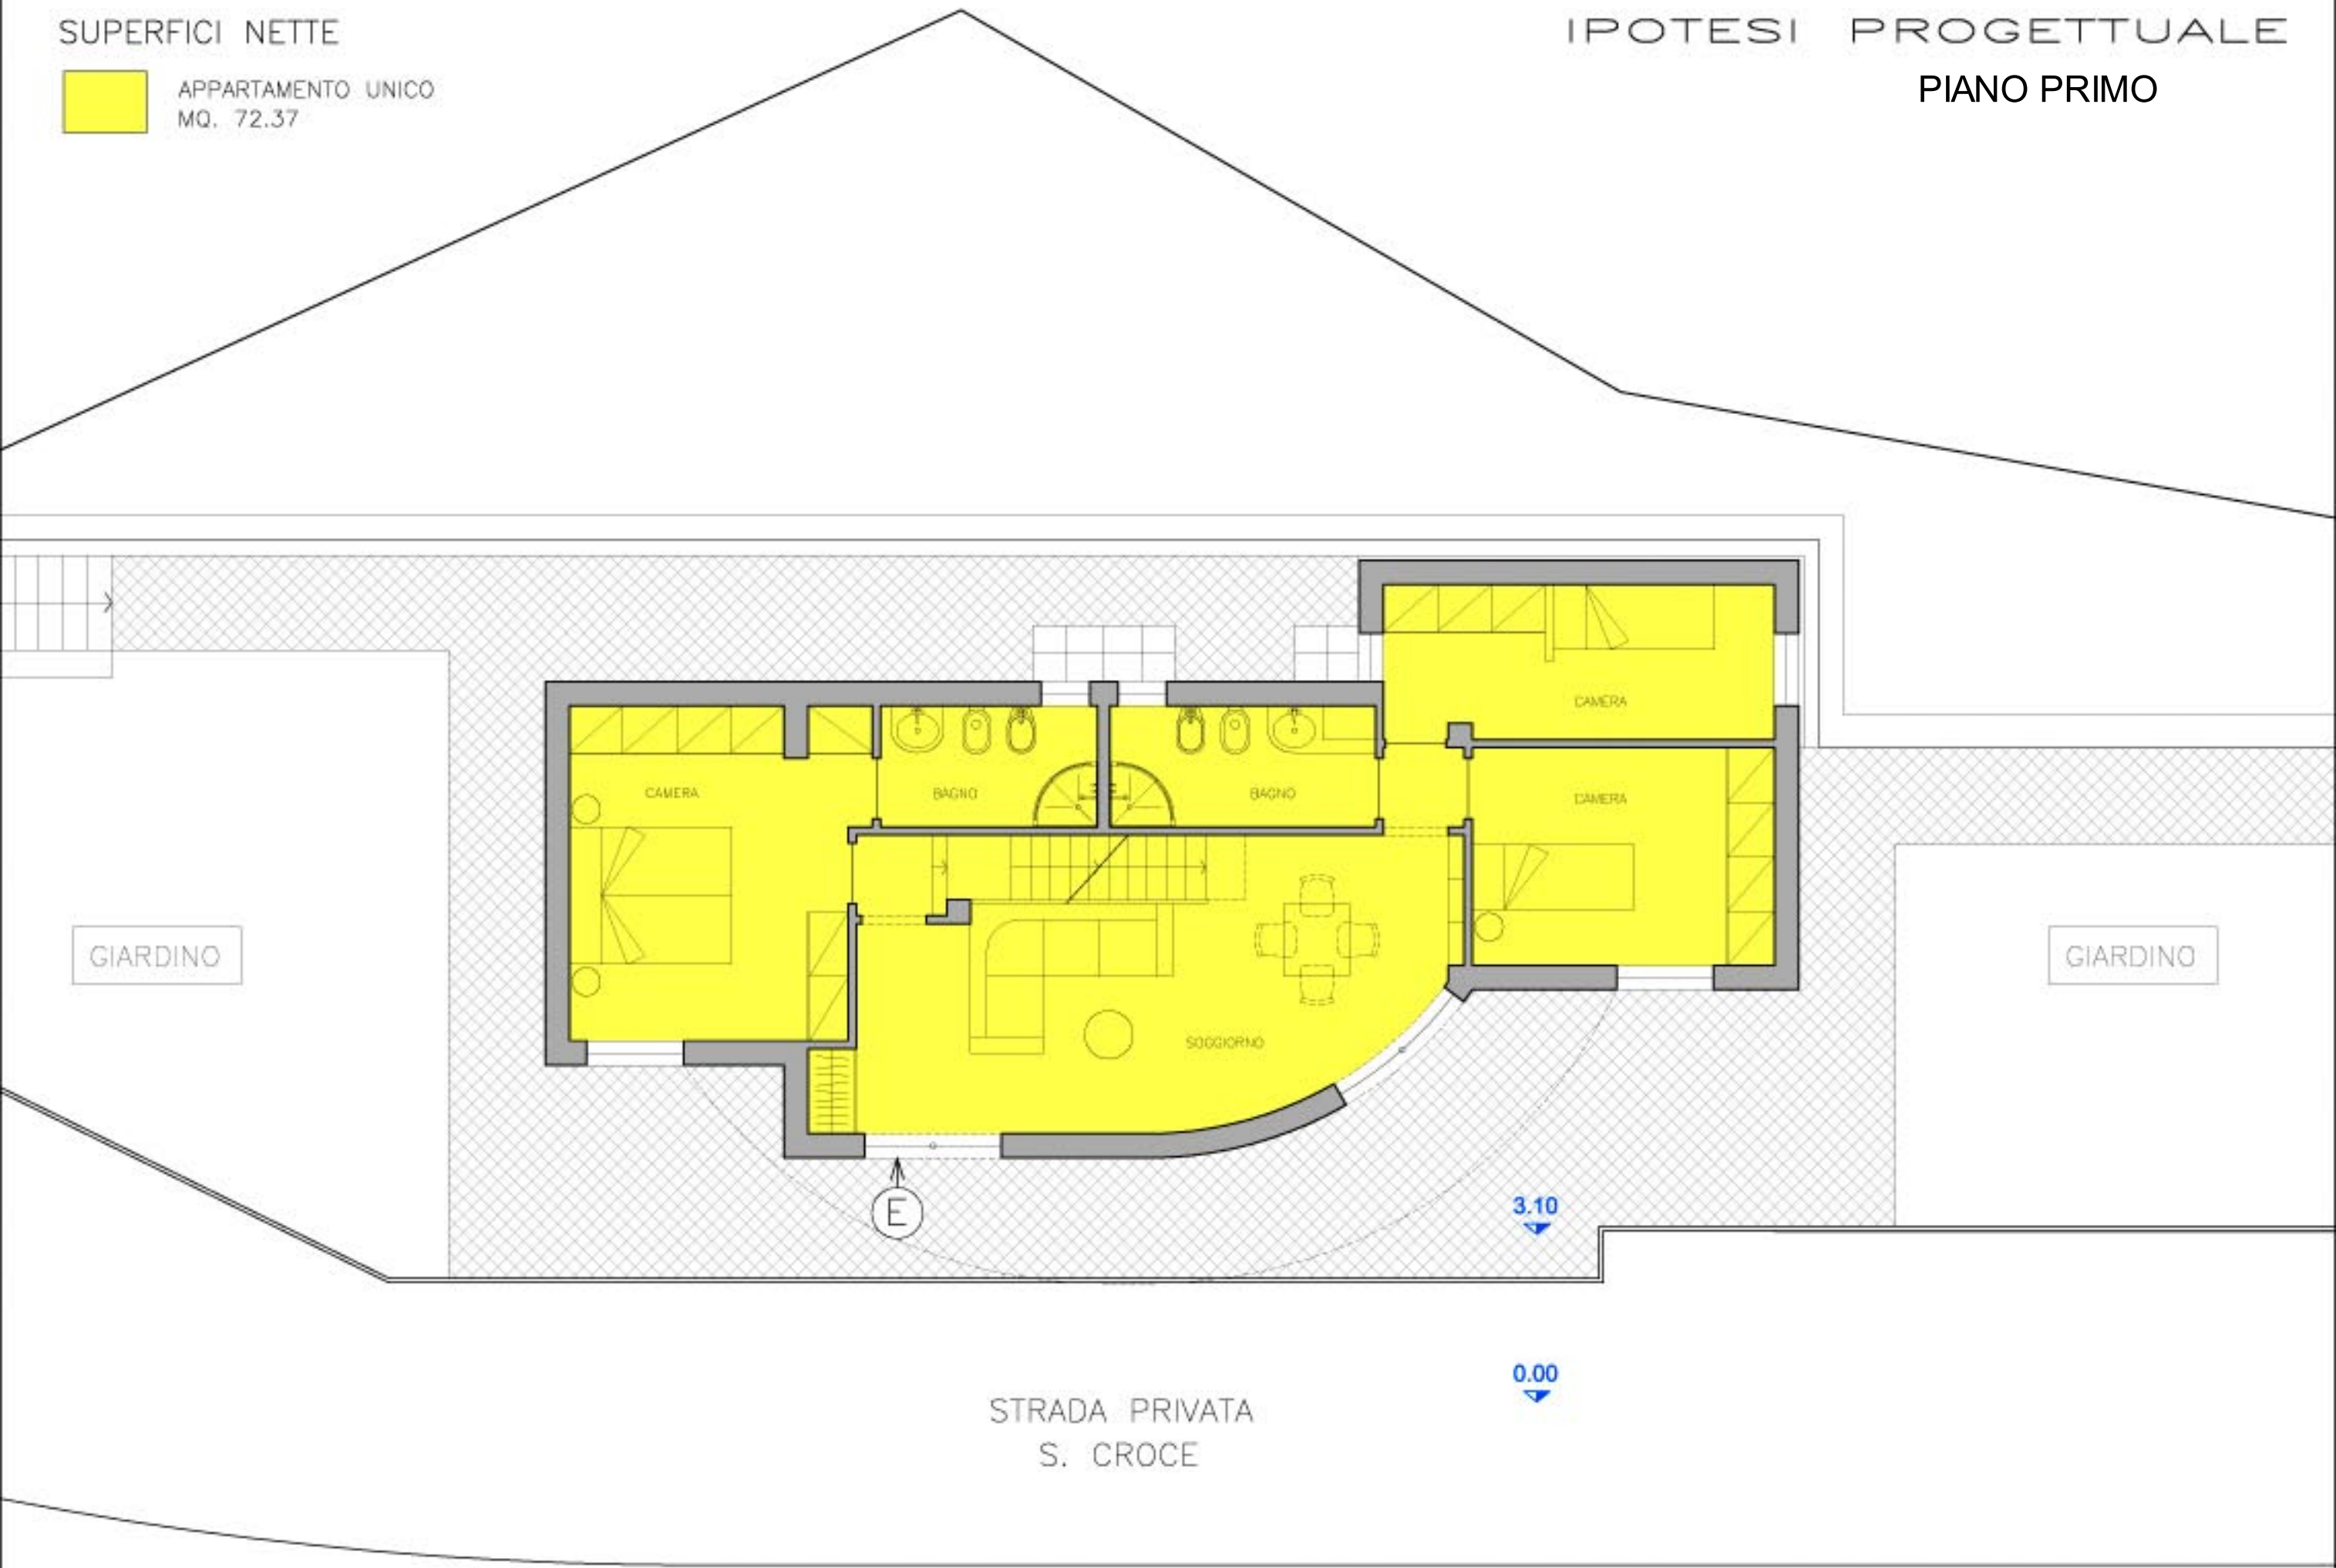 SUPERFICI NETTE
APPARTAMENTO UNICO
MQ. 72.37
IPOTESI PROGETTUALE
PIANO PRIMO
CAMERA
CAMERA
BAGNO
BAGNO
CAMERA
GIARDINO
GIARDINO
SOGGIORNO
E
3.10
0.00
STRADA PRIVATA
S. CROCE